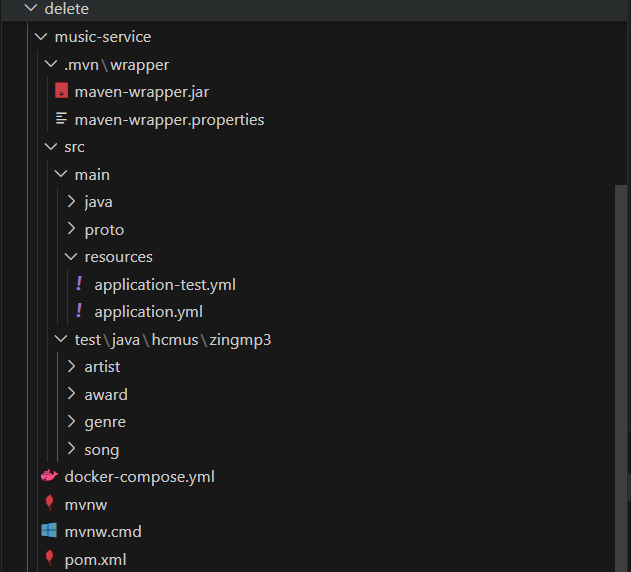 delete
music-service
.mvn\wrapper
maven-wrapper.jar
maven-wrapper.properties
src
main
java
proto
resources
application-test.yml
application.yml
test\java\hcmus\zingmp3
artist
award
genre
song
docker-compose.yml
mvnw
mvnw.cmd
pom.xml